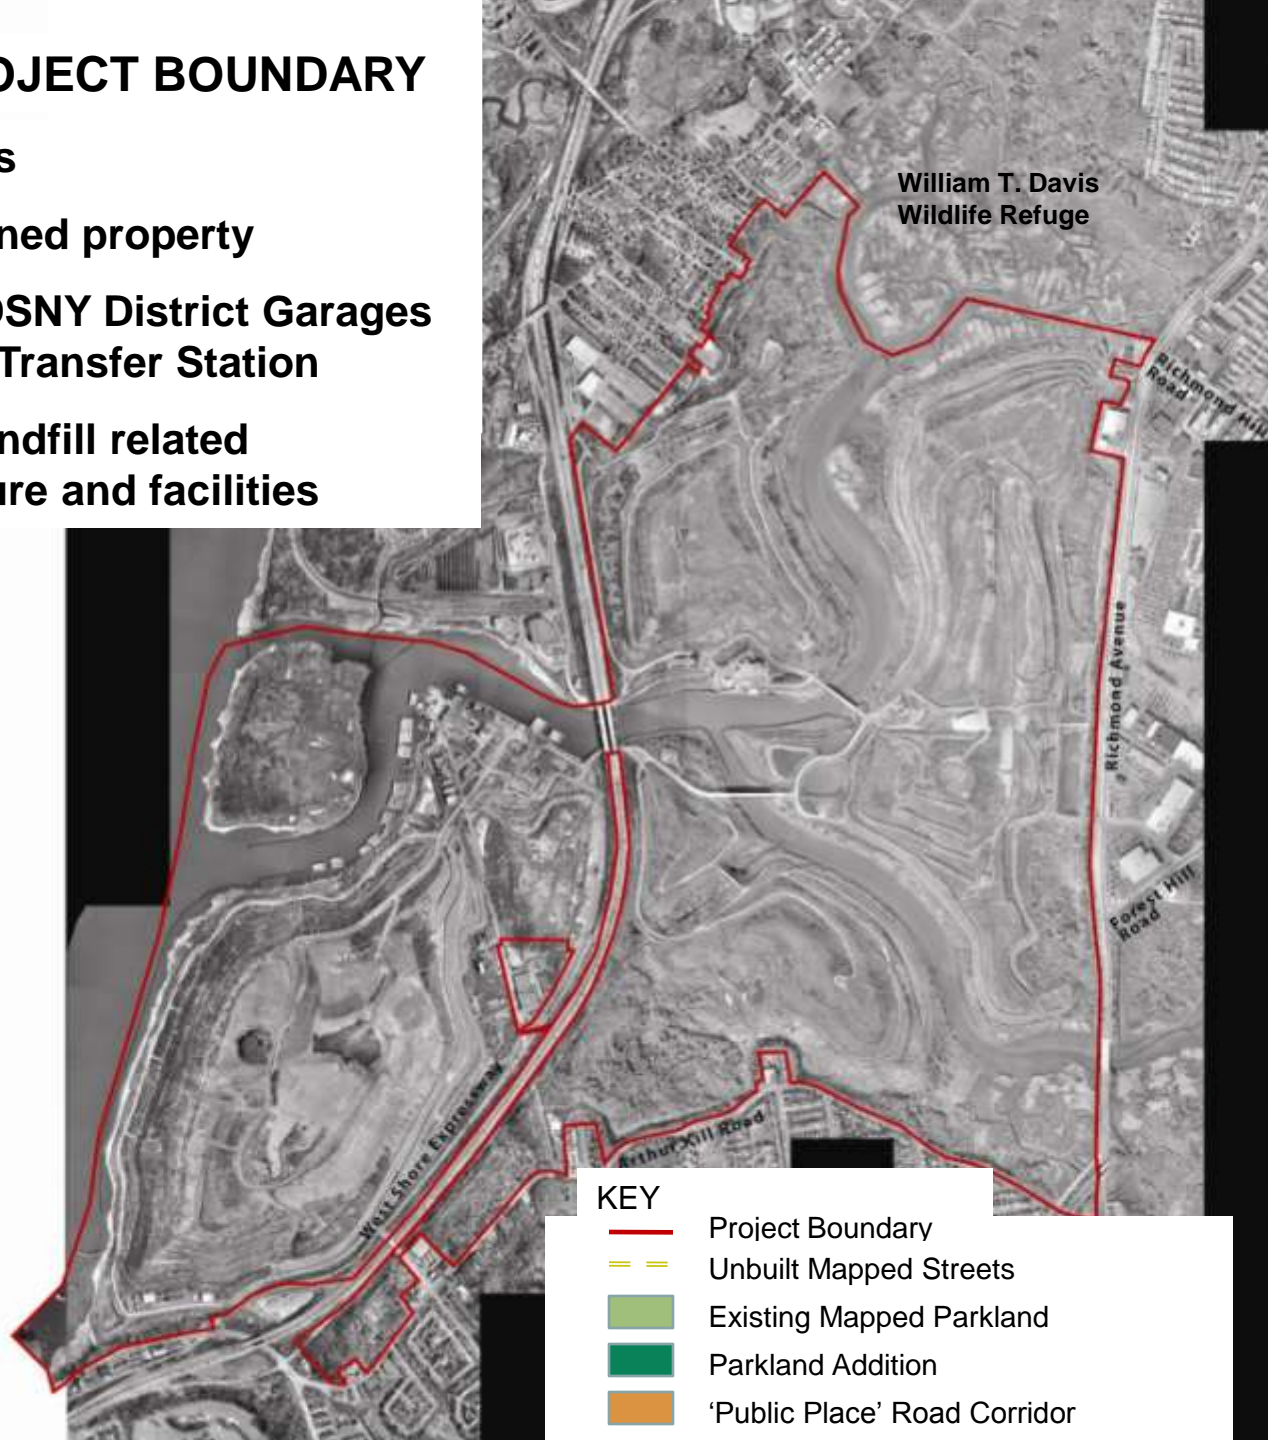 OJECT BOUNDARY
s
ned property
OSNY District Garages
Transfer Station
ndfill related
ure and facilities
William T. Davis
Wildlife Refuge
Richmond Hill
Road
Richmond Avenue
Forest Hill
Road
Arthur Kill Road
West Shore Expressway
KEY
Project Boundary
Unbuilt Mapped Streets
Existing Mapped Parkland
Parkland Addition
‘Public Place’ Road Corridor